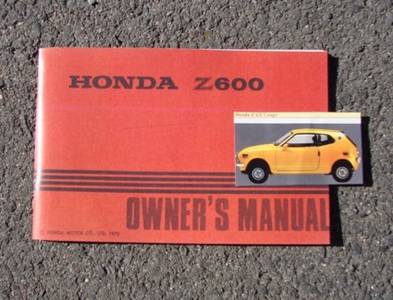 HONDA Z600
Honda Z GT Coupe
OWNER'S MANUAL
© HONDA MOTOR CO., LTD. 1972